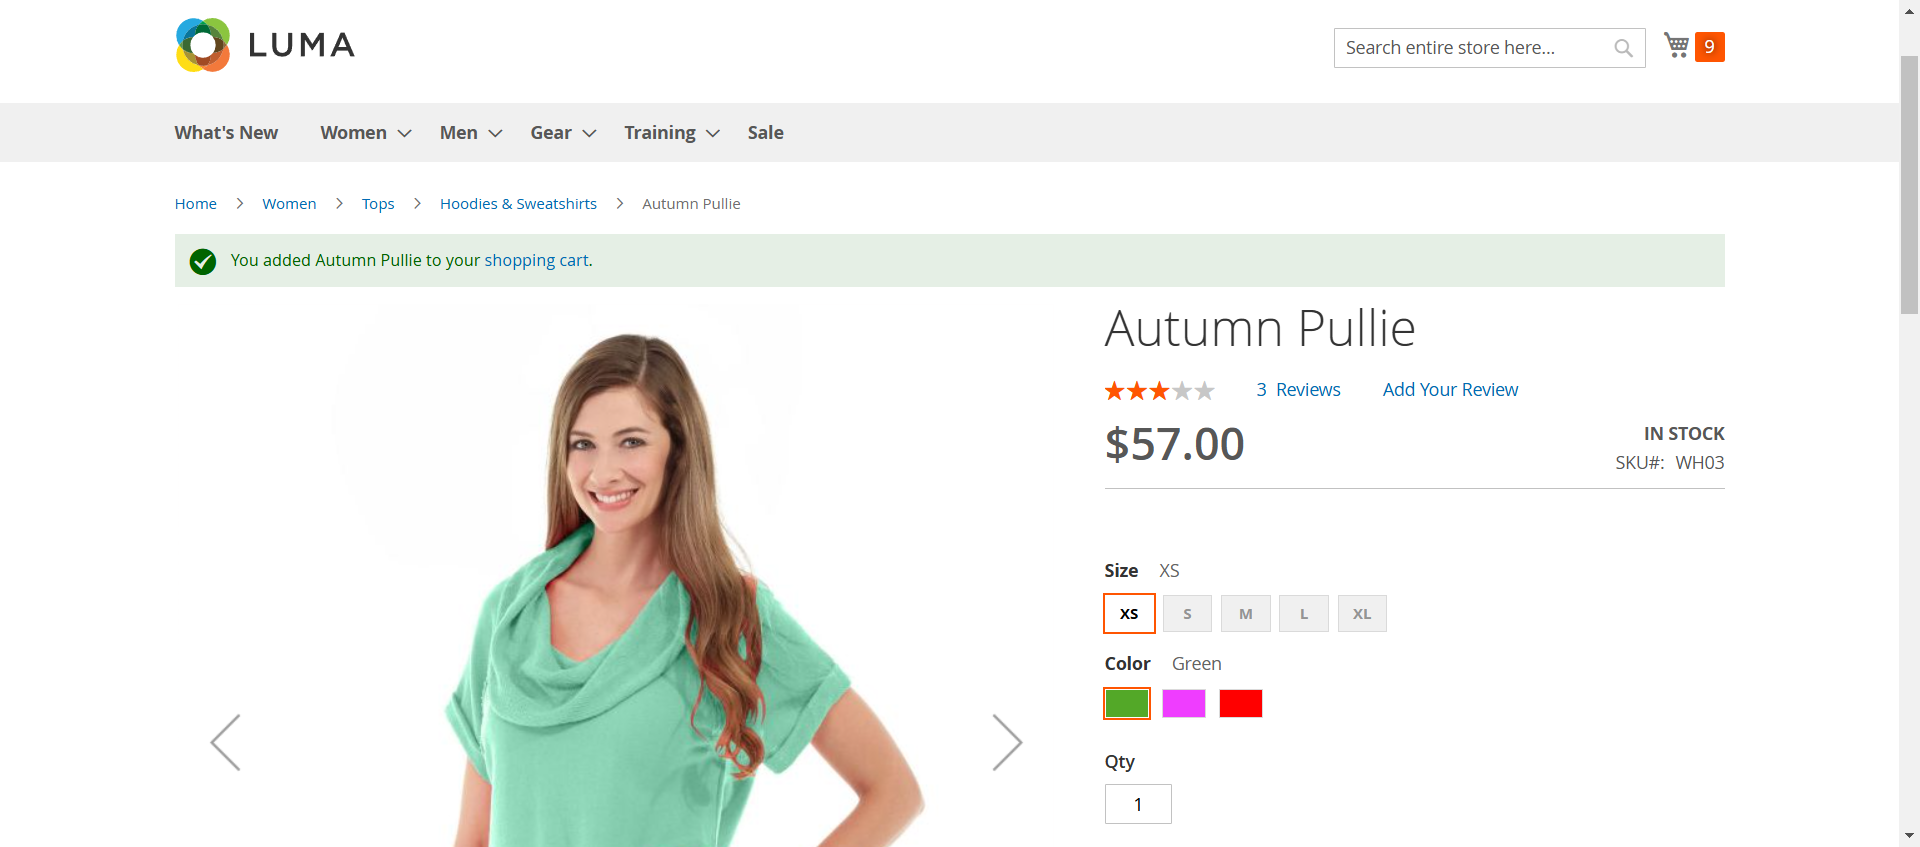 LUMA
Search entire store here...
9
What's New Women Men Gear Training Sale
Home Women Tops Hoodies & Sweatshirts Autumn Pullie
You added Autumn Pullie to your shopping cart.
Autumn Pullie
3 Reviews Add Your Review
$57.00
IN STOCK
SKU#: WH03
Size XS
XS S M L XL
Color Green
Qty
1